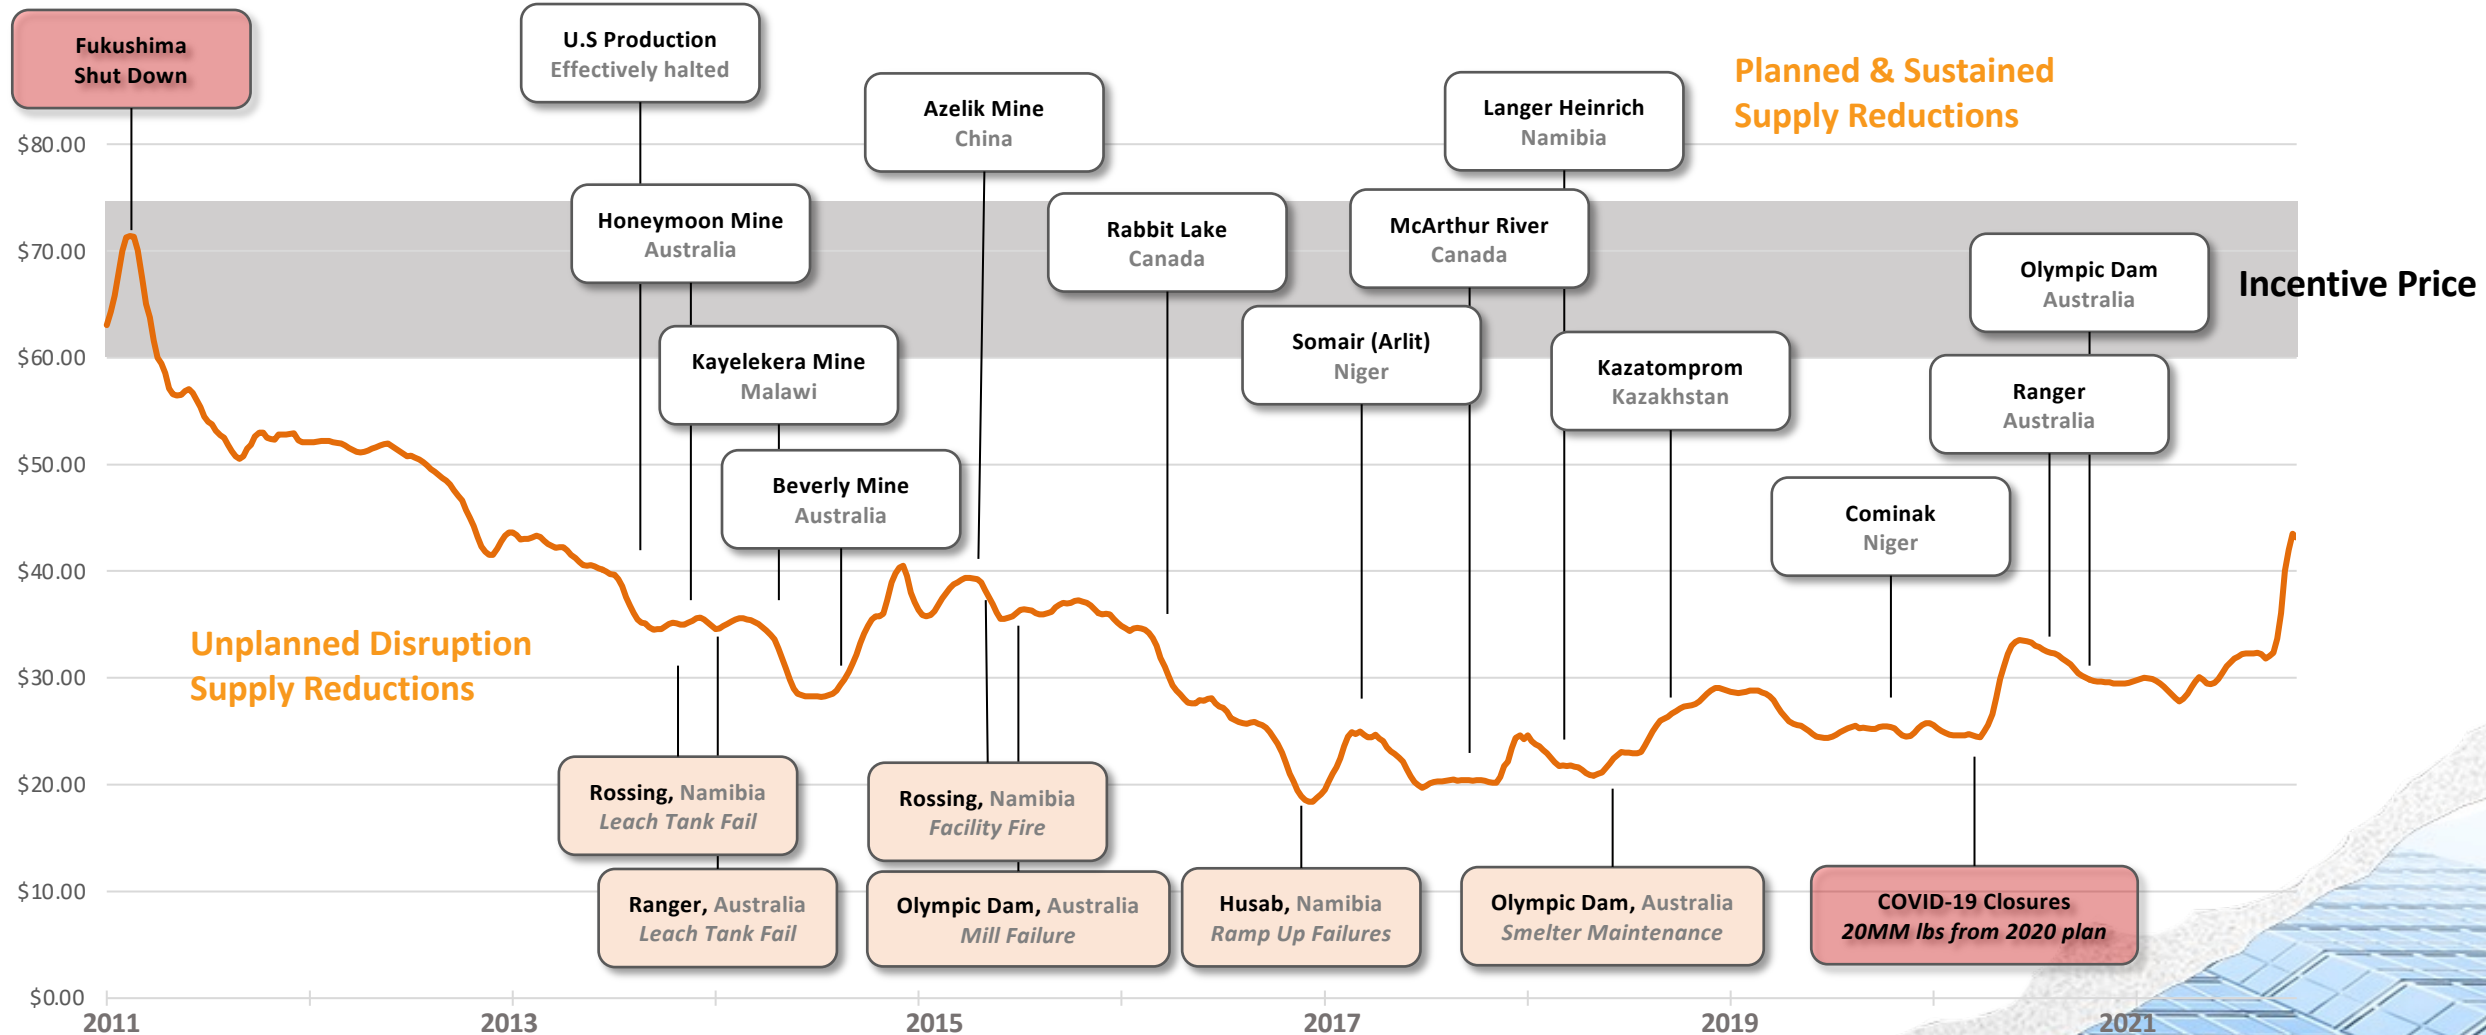 Fukushima
Shut Down
U.S Production
Effectively halted
Azelik Mine
China
Langer Heinrich
Namibia
Planned & Sustained
Supply Reductions
$80.00
Honeymoon Mine
Australia
Rabbit Lake
Canada
McArthur River
Canada
Olympic Dam
Australia
Incentive Price
$70.00
Kayelekera Mine
Malawi
Somair (Arlit)
Niger
Kazatomprom
Kazakhstan
Ranger
Australia
$60.00
Beverly Mine
Australia
Cominak
Niger
$50.00
$40.00
Unplanned Disruption
Supply Reductions
$30.00
Rossing, Namibia
Leach Tank Fail
Rossing, Namibia
Facility Fire
$20.00
Ranger, Australia
Leach Tank Fail
Olympic Dam, Australia
Mill Failure
Husab, Namibia
Ramp Up Failures
Olympic Dam, Australia
Smelter Maintenance
COVID-19 Closures
20MM lbs from 2020 plan
$10.00
$0.00
2011
2013
2015
2017
2019
2021